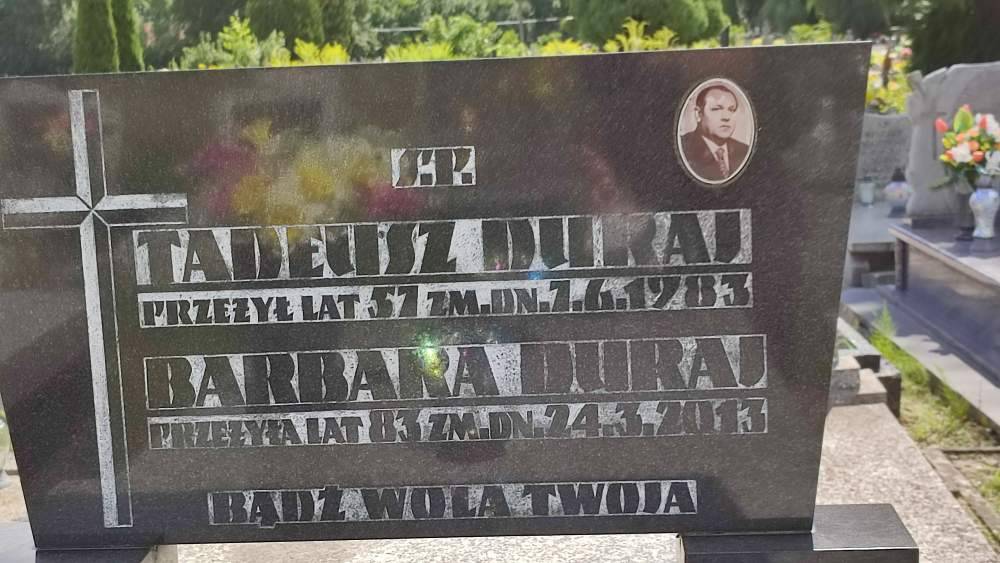 Ś.P.
TADEUSZ DURAJ
PRZEŻYŁ LAT 57 ZM.DN.7.6.1983
BARBARA DURAJ
PRZEŻYŁA LAT 83 ZM.DN.24.3.2013
BĄDŹ WOLA TWOJA